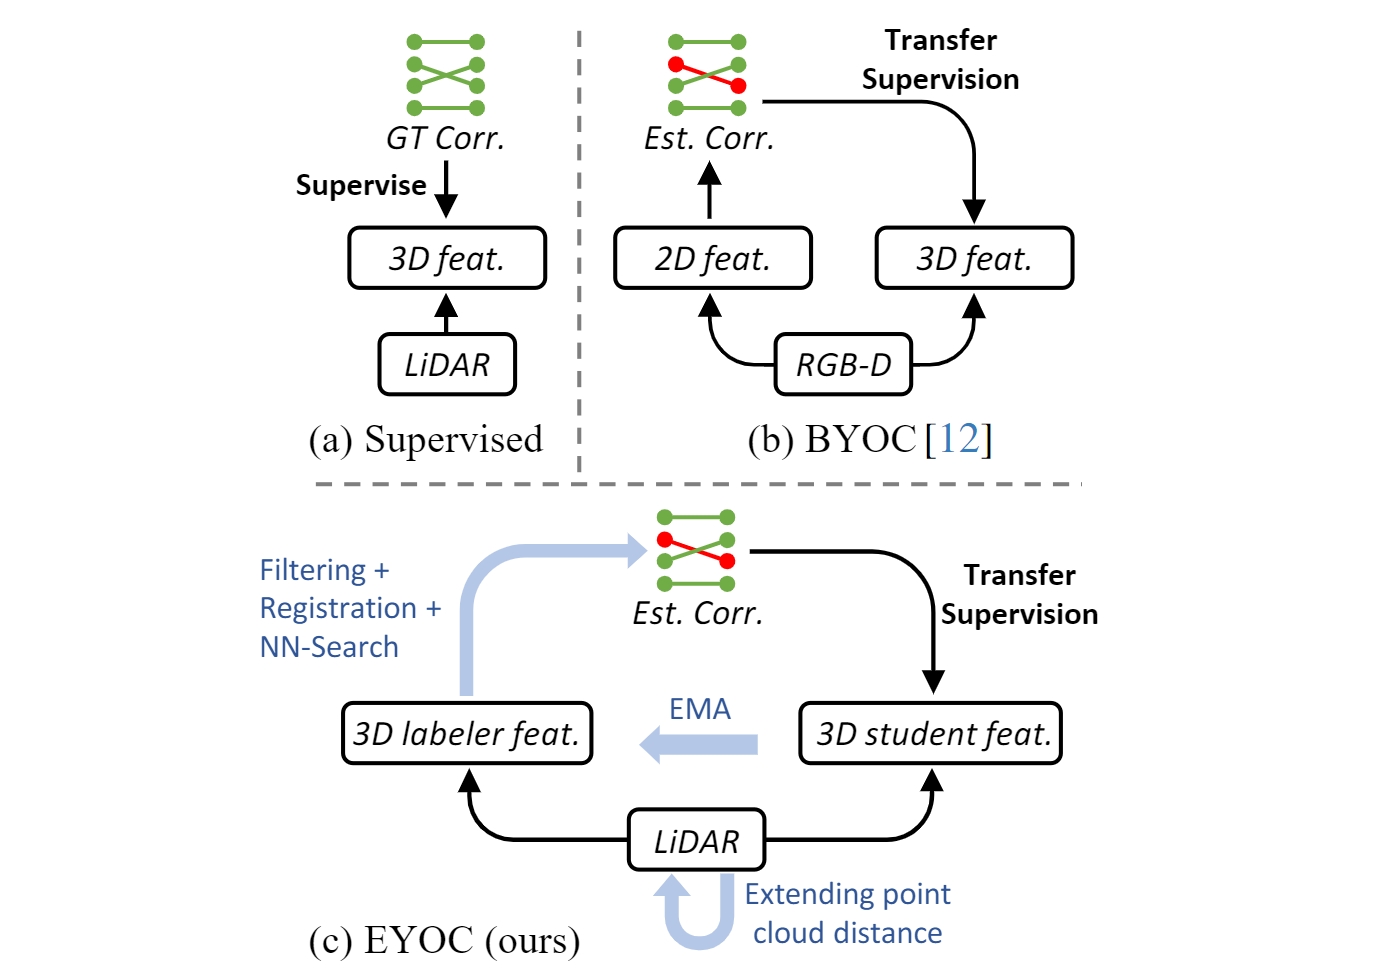 GT Corr.
Supervise
3D feat.
LiDAR
(a) Supervised
Transfer
Supervision
Est. Corr.
2D feat.
3D feat.
RGB-D
(b) BYOC [12]
Filtering +
Registration +
NN-Search
Est. Corr.
Transfer
Supervision
EMA
3D labeler feat.
3D student feat.
LiDAR
Extending point
cloud distance
(c) EYOC (ours)